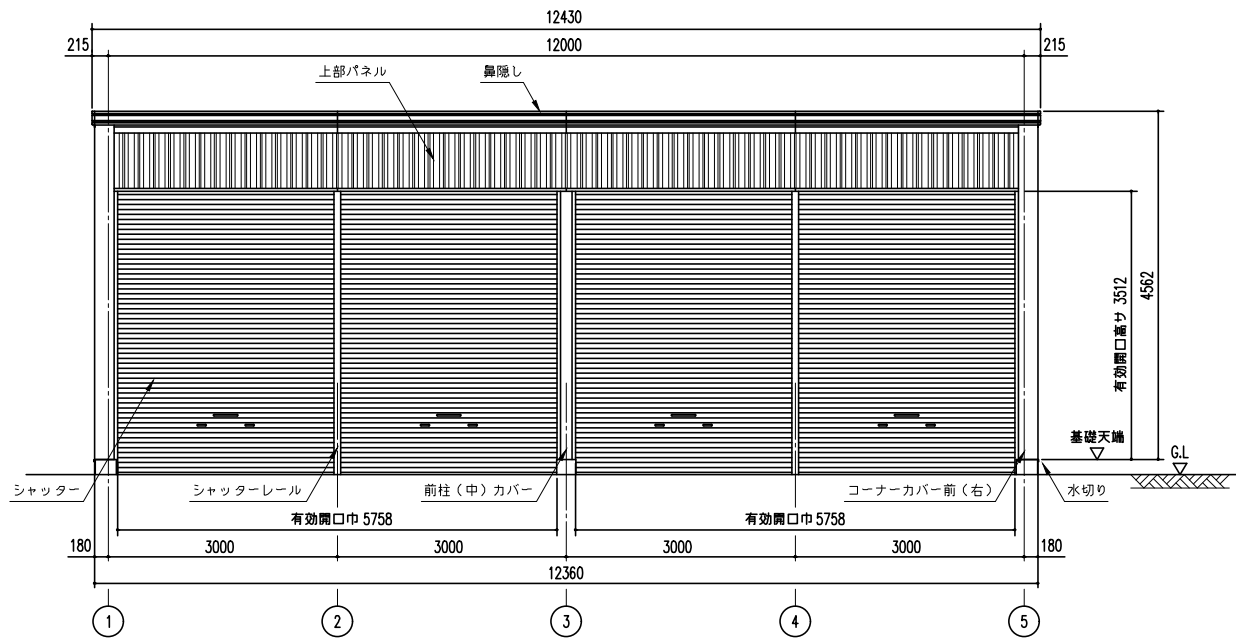 12430
215 12000 215
上部パネル 鼻隠し
有効開口高サ 3512
4562
基礎天端 G.L
シャッター シャッターレール 前柱（中）カバー コーナーカバー前（右） 水切り
有効開口巾 5758 有効開口巾 5758
180 3000 3000 3000 3000 180
12360
1 2 3 4 5